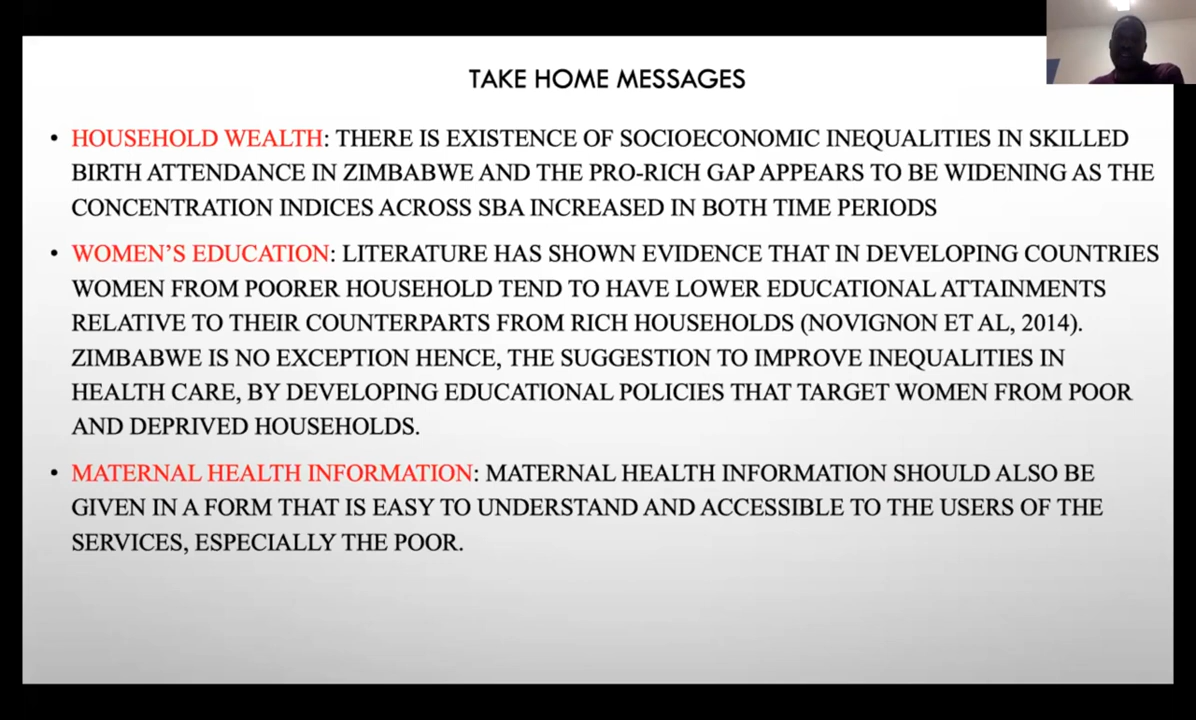 TAKE HOME MESSAGES
• HOUSEHOLD WEALTH: THERE IS EXISTENCE OF SOCIOECONOMIC INEQUALITIES IN SKILLED
BIRTH ATTENDANCE IN ZIMBABWE AND THE PRO-RICH GAP APPEARS TO BE WIDENING AS THE
CONCENTRATION INDICES ACROSS SBA INCREASED IN BOTH TIME PERIODS
• WOMEN'S EDUCATION: LITERATURE HAS SHOWN EVIDENCE THAT IN DEVELOPING COUNTRIES
WOMEN FROM POORER HOUSEHOLD TEND TO HAVE LOWER EDUCATIONAL ATTAINMENTS
RELATIVE TO THEIR COUNTERPARTS FROM RICH HOUSEHOLDS (NOVIGNON ET AL, 2014).
ZIMBABWE IS NO EXCEPTION HENCE, THE SUGGESTION TO IMPROVE INEQUALITIES IN
HEALTH CARE, BY DEVELOPING EDUCATIONAL POLICIES THAT TARGET WOMEN FROM POOR
AND DEPRIVED HOUSEHOLDS.
• MATERNAL HEALTH INFORMATION: MATERNAL HEALTH INFORMATION SHOULD ALSO BE
GIVEN IN A FORM THAT IS EASY TO UNDERSTAND AND ACCESSIBLE TO THE USERS OF THE
SERVICES, ESPECIALLY THE POOR.